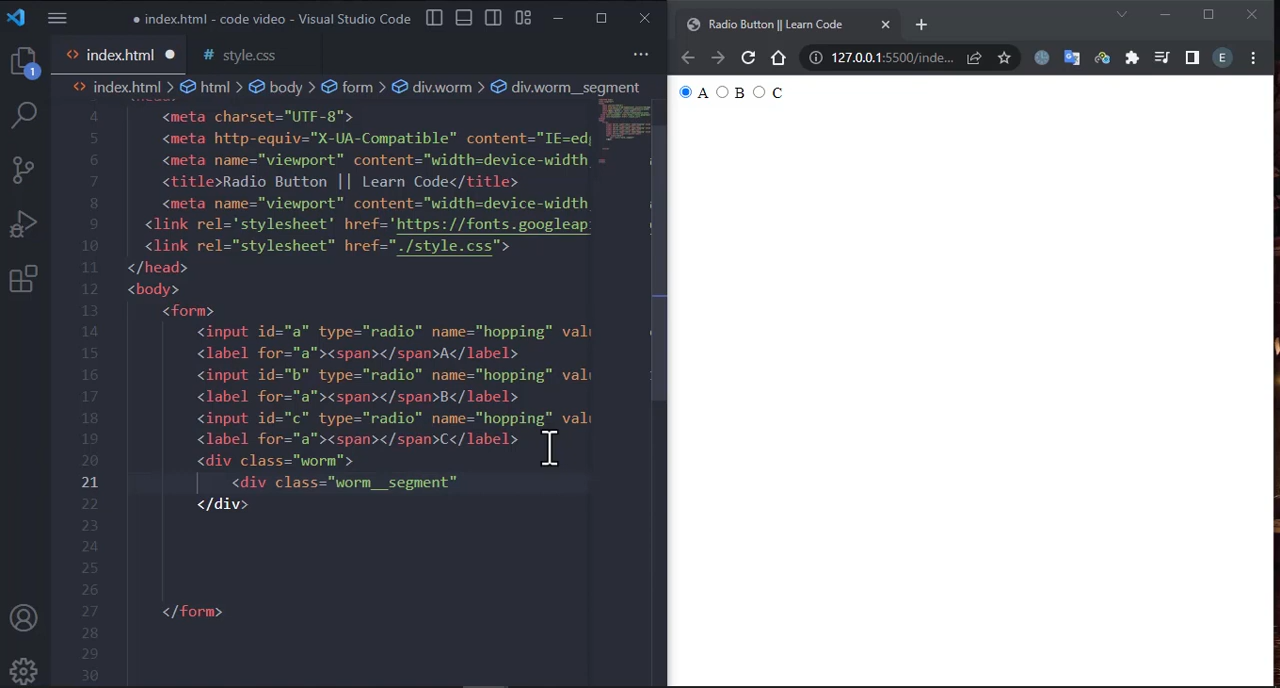 ● index.html - code video - Visual Studio Code
index.html ●
# style.css
...
index.html > html > body > form > div.worm > div.worm__segment
4 <meta charset="UTF-8">
5 <meta http-equiv="X-UA-Compatible" content="IE=edg
6 <meta name="viewport" content="width=device-width
7 <title>Radio Button || Learn Code</title>
8 <meta name="viewport" content="width=device-width
9 <link rel='stylesheet' href='https://fonts.googleapi
10 <link rel="stylesheet" href="./style.css">
11 </head>
12 <body>
13 <form>
14 <input id="a" type="radio" name="hopping" valu
15 <label for="a"><span></span>A</label>
16 <input id="b" type="radio" name="hopping" valu
17 <label for="a"><span></span>B</label>
18 <input id="c" type="radio" name="hopping" valu
19 <label for="a"><span></span>C</label>
20 <div class="worm">
21 <div class="worm__segment"
22 </div>
23
24
25
26
27 </form>
28
29
30
1
Radio Button || Learn Code
127.0.0.1:5500/inde...
E
A B C